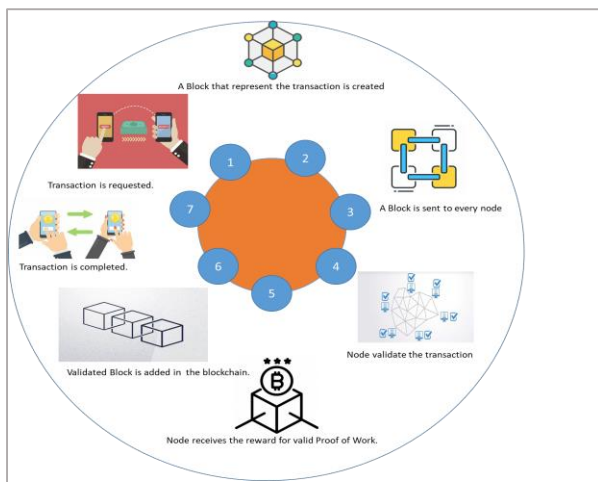 A Block that represent the transaction is created
Transaction is requested.
1
2
A Block is sent to every node
7
3
Transaction is completed.
6
4
5
Node validate the transaction
Validated Block is added in the blockchain.
Node receives the reward for valid Proof of Work.